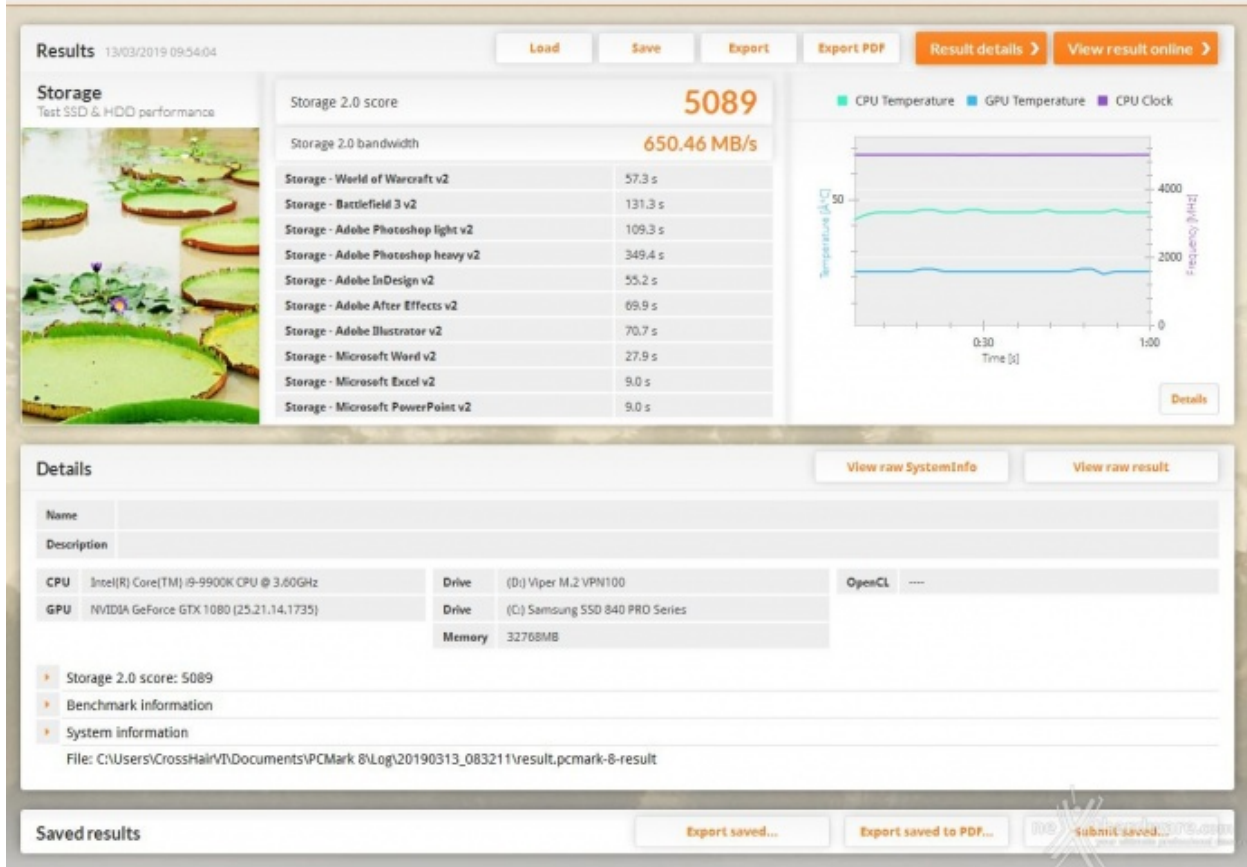 Results 13/03/2019 09:54:04
Load
Save
Export
Export PDF
Result details ❯
View result online ❯
Storage
Test SSD & HDD performance
Storage 2.0 score 5089
Storage 2.0 bandwidth 650.46 MB/s
Storage - World of Warcraft v2 57.3 s
Storage - Battlefield 3 v2 131.3 s
Storage - Adobe Photoshop light v2 109.3 s
Storage - Adobe Photoshop heavy v2 349.4 s
Storage - Adobe InDesign v2 55.2 s
Storage - Adobe After Effects v2 69.9 s
Storage - Adobe Illustrator v2 70.7 s
Storage - Microsoft Word v2 27.9 s
Storage - Microsoft Excel v2 9.0 s
Storage - Microsoft PowerPoint v2 9.0 s
CPU Temperature GPU Temperature CPU Clock
Temperature [Â°C]
50
4000
2000
0
Frequency [MHz]
0:30 1:00
Time [s]
Details
Details
View raw SystemInfo
View raw result
Name
Description
CPU Intel(R) Core(TM) i9-9900K CPU @ 3.60GHz
GPU NVIDIA GeForce GTX 1080 (25.21.14.1735)
Drive (D:) Viper M.2 VPN100
Drive (C:) Samsung SSD 840 PRO Series
Memory 32768MB
OpenCL ----
Storage 2.0 score: 5089
Benchmark information
System information
File: C:\Users\CrossHairVI\Documents\PCMark 8\Log\20190313_083211\result.pcmark-8-result
Saved results
Export saved...
Export saved to PDF...
Submit saved...